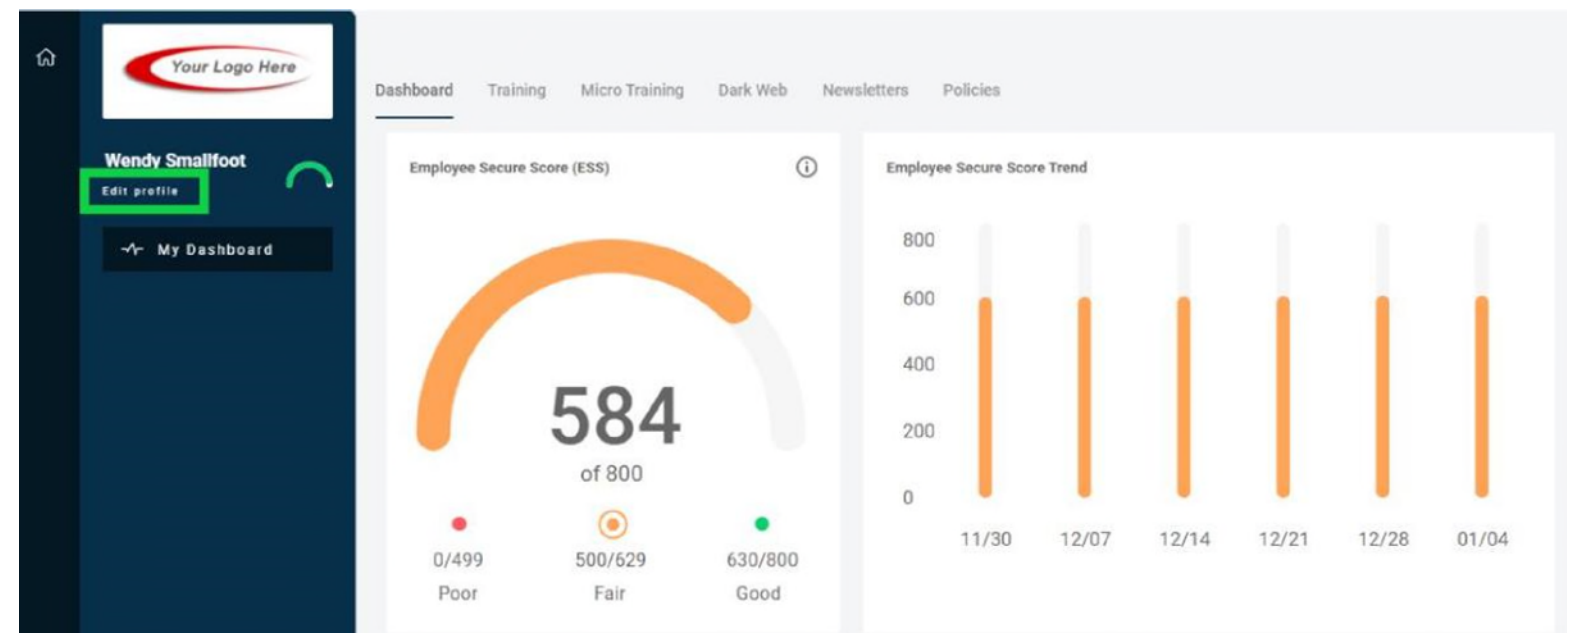 Your Logo Here
Wendy Smallfoot
Edit profile
My Dashboard
Dashboard Training Micro Training Dark Web Newsletters Policies
Employee Secure Score (ESS)
584
of 800
0/499 500/629 630/800
Poor Fair Good
Employee Secure Score Trend
800
600
400
200
0
11/30 12/07 12/14 12/21 12/28 01/04